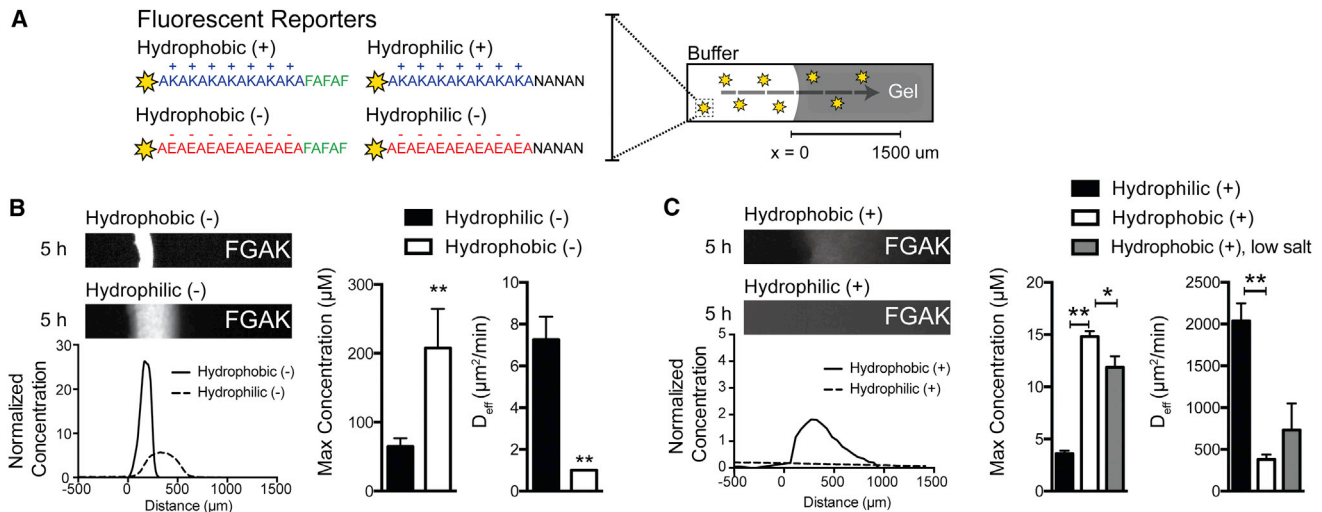 A
Fluorescent Reporters
Hydrophobic (+)
+ + + + + + + +
AKAKAKAKAKAKAKAFAFAF
Hydrophilic (+)
+ + + + + + +
AKAKAKAKAKAKAKANANAN
Hydrophobic (-)
- - - - - - -
AEAEAEAEAEAEAEAFAFAF
Hydrophilic (-)
- - - - - - -
AEAEAEAEAEAEAEANANAN
Buffer
Gel
x = 0
1500 um
B
Hydrophobic (-)
5 h
FGAK
Hydrophilic (-)
5 h
FGAK
Normalized Concentration
30
20
10
0
Hydrophobic (-)
Hydrophilic (-)
-500 0 500 1000 1500
Distance (μm)
Hydrophilic (-)
Hydrophobic (-)
Max Concentration (μM)
300
200
100
0
**
D_eff (μm²/min)
10
8
6
4
2
0
**
C
Hydrophobic (+)
5 h
FGAK
Hydrophilic (+)
5 h
FGAK
Normalized Concentration
5
4
3
2
1
0
Hydrophobic (+)
Hydrophilic (+)
-500 0 500 1000 1500
Distance (μm)
Hydrophilic (+)
Hydrophobic (+)
Hydrophobic (+), low salt
Max Concentration (μM)
20
15
10
5
0
**
*
D_eff (μm²/min)
2500
2000
1500
1000
500
0
**